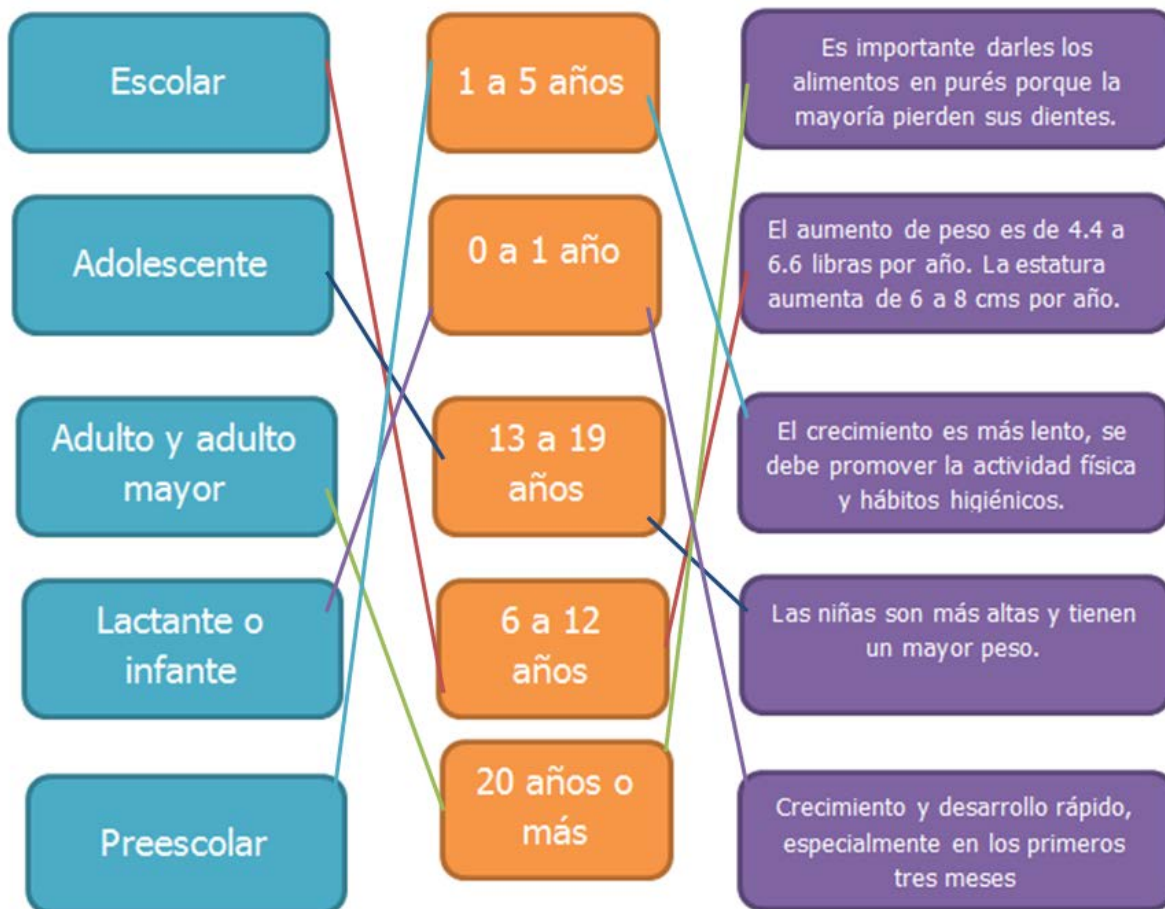 Escolar
Adolescente
Adulto y adulto
mayor
Lactante o
infante
Preescolar
1 a 5 años
0 a 1 año
13 a 19
años
6 a 12
años
20 años o
más
Es importante darles los
alimentos en purés porque la
mayoría pierden sus dientes.
El aumento de peso es de 4.4 a
6.6 libras por año. La estatura
aumenta de 6 a 8 cms por año.
El crecimiento es más lento, se
debe promover la actividad física
y hábitos higiénicos.
Las niñas son más altas y tienen
un mayor peso.
Crecimiento y desarrollo rápido,
especialmente en los primeros
tres meses